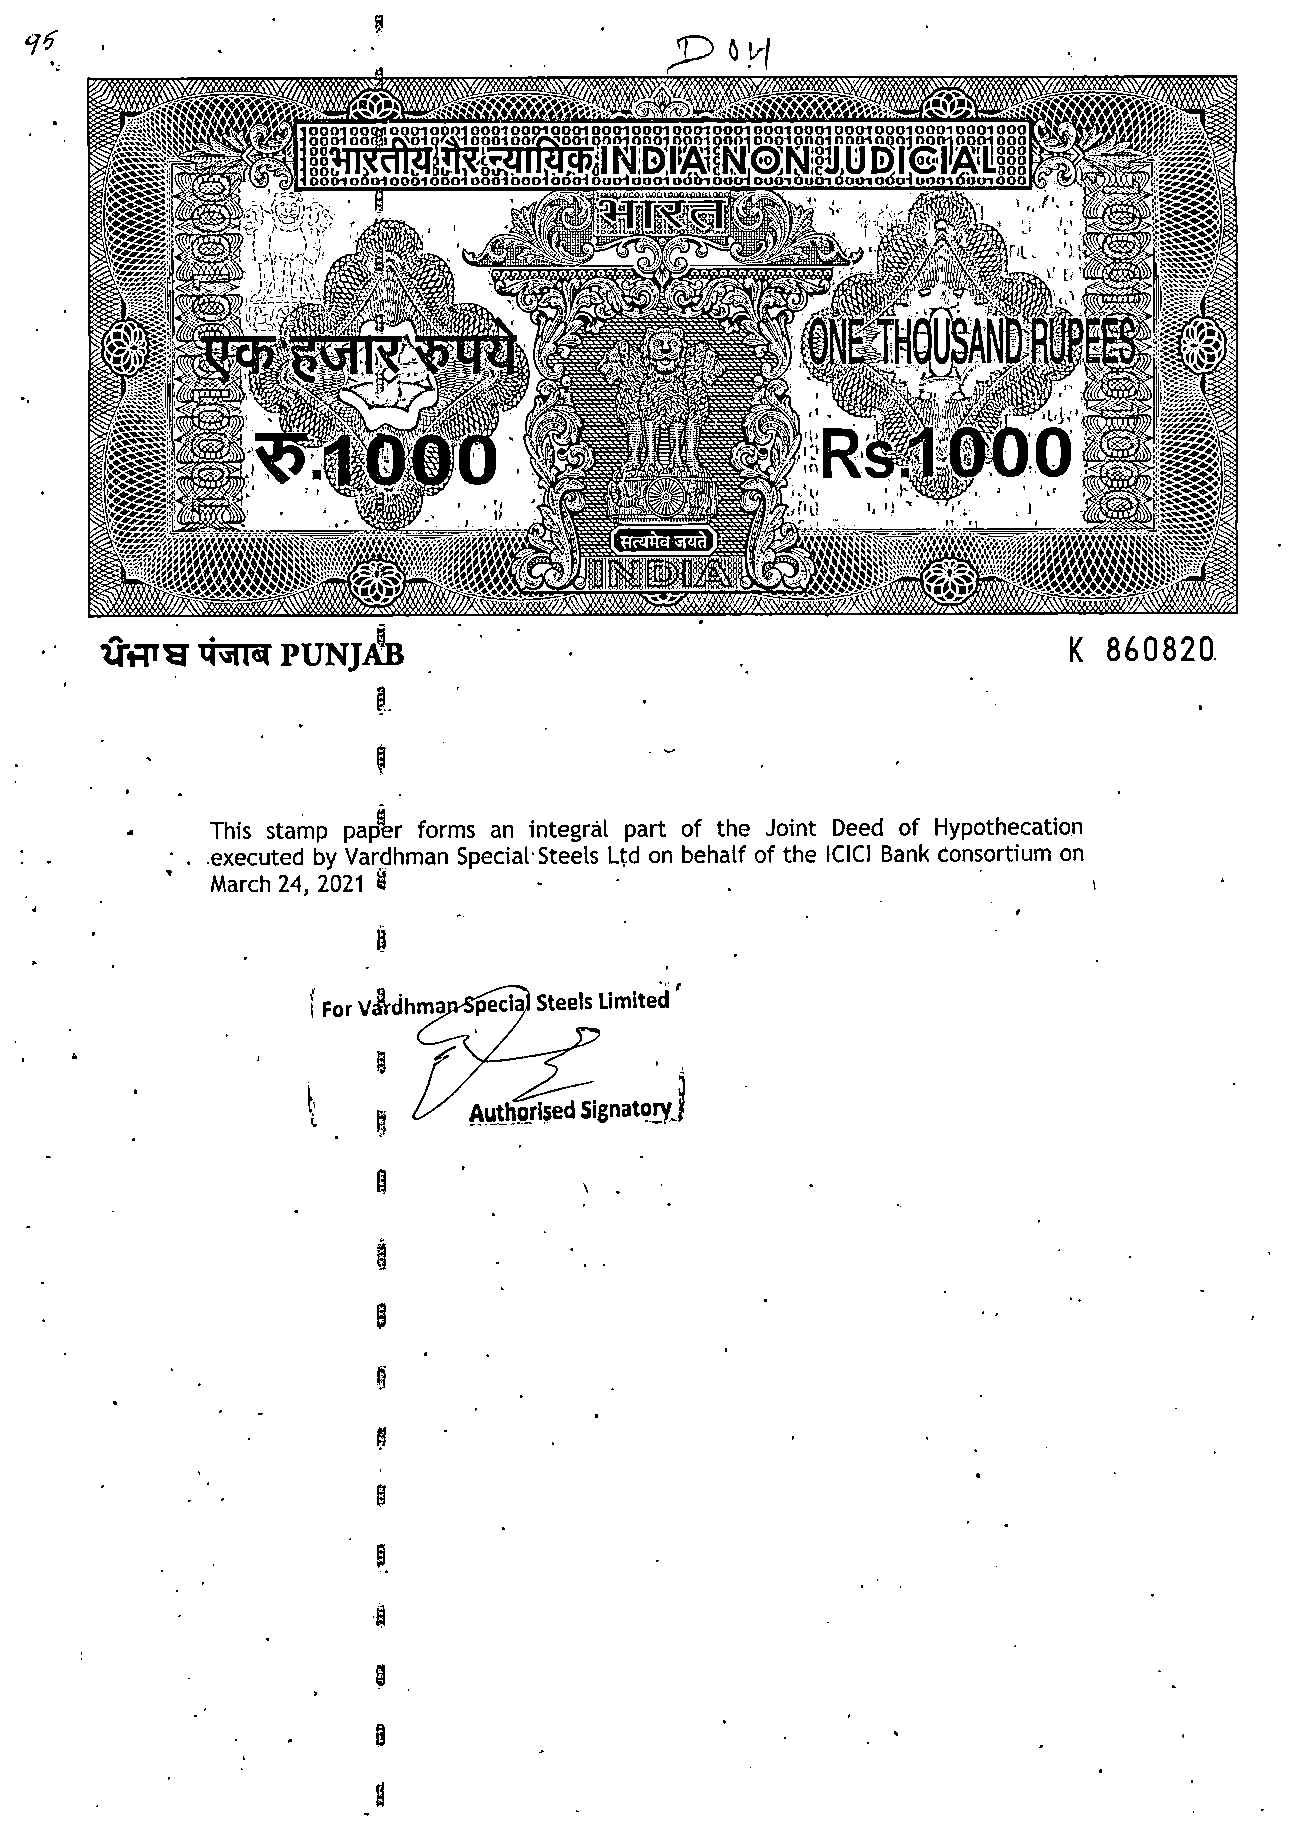 95
D O H
भारतीय गैर न्यायिक INDIA NON JUDICIAL
भारत
एक हजार रुपये
ONE THOUSAND RUPEES
रु.1000
Rs.1000
सत्यमेव जयते
INDIA
ਪੰਜਾਬ पंजाब PUNJAB
K 860820
This stamp paper forms an integral part of the Joint Deed of Hypothecation
executed by Vardhman Special Steels Ltd on behalf of the ICICI Bank consortium on
March 24, 2021
For Vardhman Special Steels Limited
Authorised Signatory